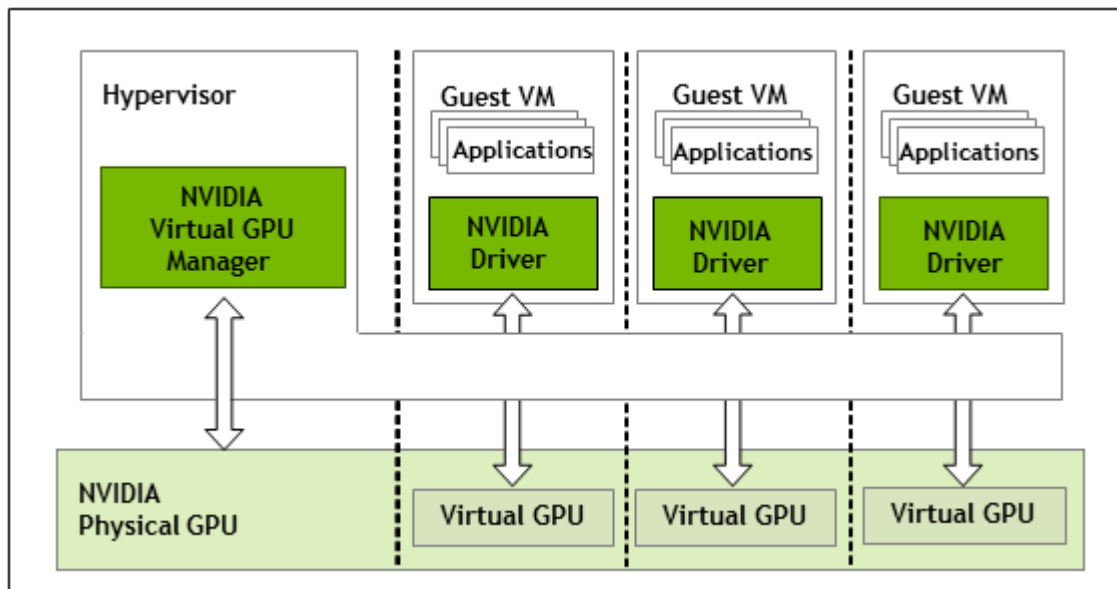 Hypervisor
NVIDIA
Virtual GPU
Manager
Guest VM
Applications
NVIDIA
Driver
Guest VM
Applications
NVIDIA
Driver
Guest VM
Applications
NVIDIA
Driver
NVIDIA
Physical GPU
Virtual GPU
Virtual GPU
Virtual GPU